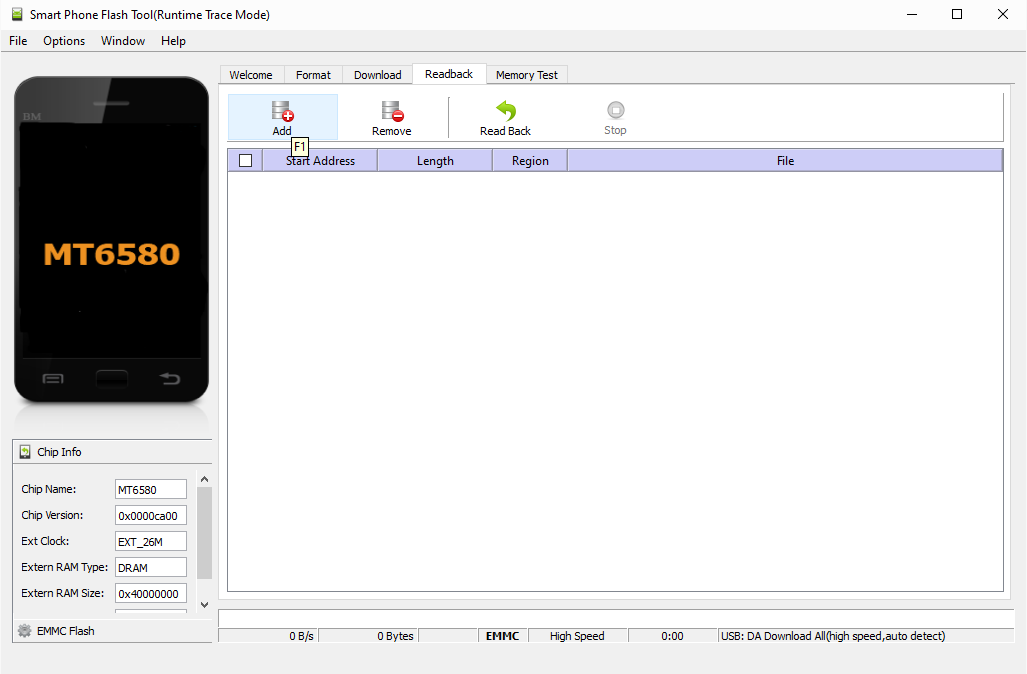 Smart Phone Flash Tool(Runtime Trace Mode)
File Options Window Help
Welcome Format Download Readback Memory Test
Add Remove Read Back Stop
F1
Start Address Length Region File
BM
MT6580
Chip Info
Chip Name: MT6580
Chip Version: 0x0000ca00
Ext Clock: EXT_26M
Extern RAM Type: DRAM
Extern RAM Size: 0x40000000
EMMC Flash
0 B/s 0 Bytes EMMC High Speed 0:00 USB: DA Download All(high speed,auto detect)